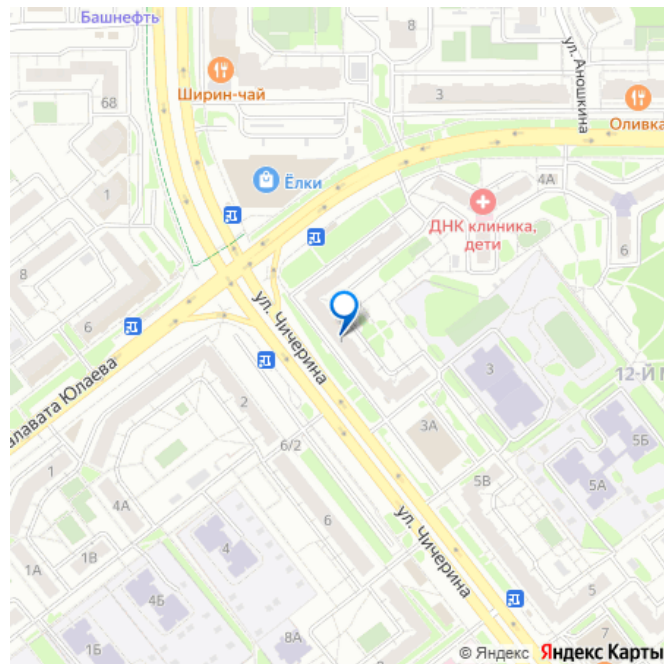 Башнефть
8
Ширин-чай
68
3
ул. Аношкина
Оливка
1
Ёлки
4А
ДНК клиника,
дети
6
8
6
ул. Чичерина
3
12-й М
алавата Юлаева
2
3А
5Б
6/2
5А
5В
1
4А
6
ул. Чичерина
1В
4
1А
5
4Б
8А
7
1Б
© Яндекс Яндекс Карты